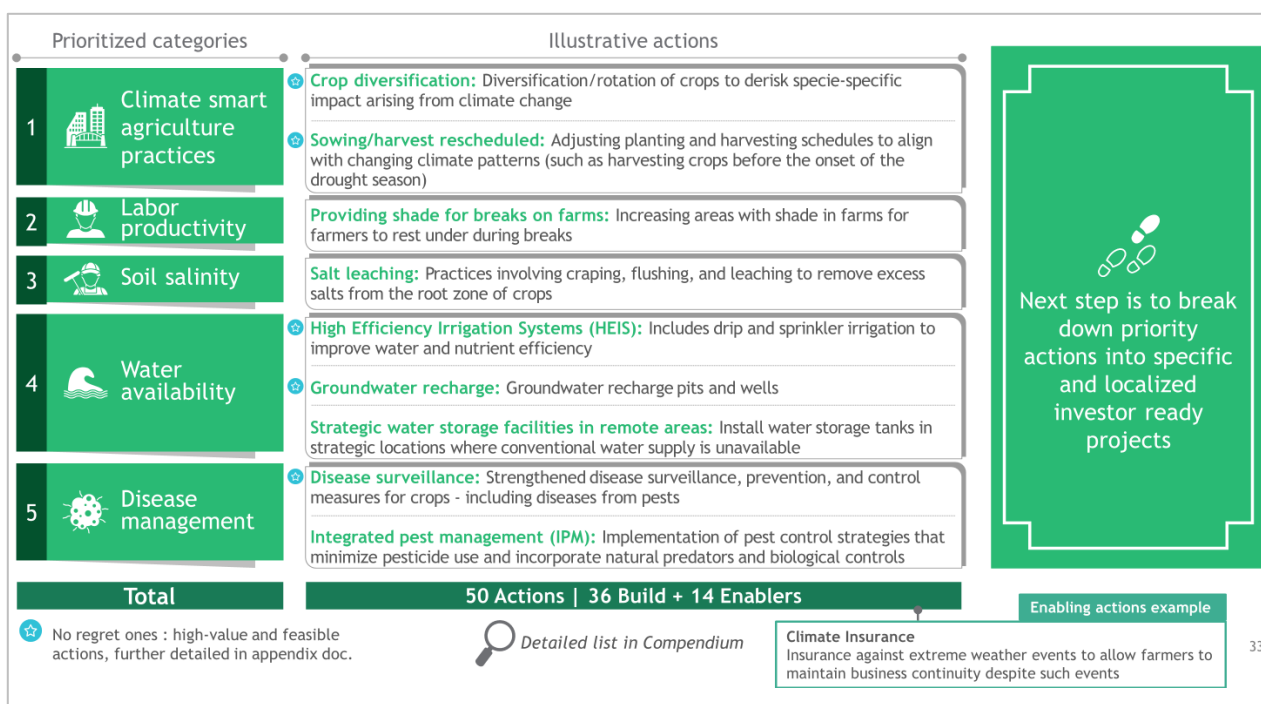 Prioritized categories
Illustrative actions
1
Climate smart
agriculture
practices
Crop diversification: Diversification/rotation of crops to derisk specie-specific
impact arising from climate change
Sowing/harvest rescheduled: Adjusting planting and harvesting schedules to align
with changing climate patterns (such as harvesting crops before the onset of the
drought season)
2
Labor
productivity
Providing shade for breaks on farms: Increasing areas with shade in farms for
farmers to rest under during breaks
3
Soil salinity
Salt leaching: Practices involving craping, flushing, and leaching to remove excess
salts from the root zone of crops
4
Water
availability
High Efficiency Irrigation Systems (HEIS): Includes drip and sprinkler irrigation to
improve water and nutrient efficiency
Groundwater recharge: Groundwater recharge pits and wells
Strategic water storage facilities in remote areas: Install water storage tanks in
strategic locations where conventional water supply is unavailable
5
Disease
management
Disease surveillance: Strengthened disease surveillance, prevention, and control
measures for crops - including diseases from pests
Integrated pest management (IPM): Implementation of pest control strategies that
minimize pesticide use and incorporate natural predators and biological controls
Next step is to break
down priority
actions into specific
and localized
investor ready
projects
Total
50 Actions | 36 Build + 14 Enablers
No regret ones : high-value and feasible
actions, further detailed in appendix doc.
Detailed list in Compendium
Enabling actions example
Climate Insurance
Insurance against extreme weather events to allow farmers to
maintain business continuity despite such events
33